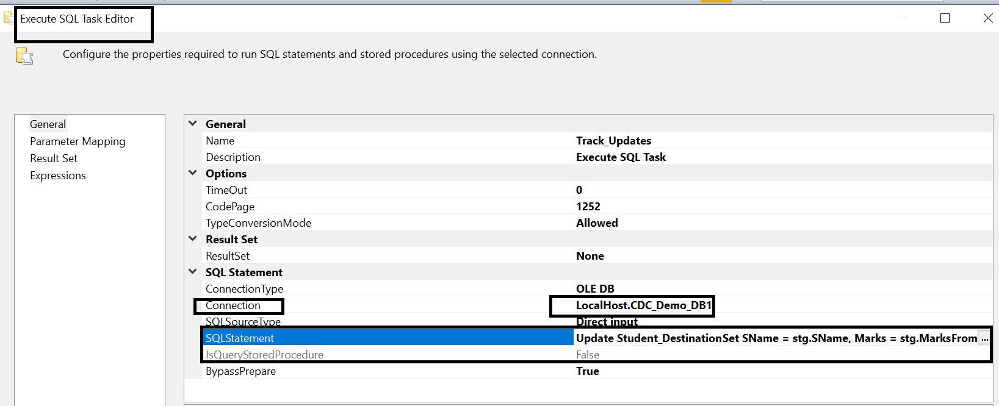 Execute SQL Task Editor
Configure the properties required to run SQL statements and stored procedures using the selected connection.
General
Parameter Mapping
Result Set
Expressions
General
Name Track_Updates
Description Execute SQL Task
Options
TimeOut 0
CodePage 1252
TypeConversionMode Allowed
Result Set
ResultSet None
SQL Statement
ConnectionType OLE DB
Connection LocalHost.CDC_Demo_DB1
SQLSourceType Direct input
SQLStatement Update Student_DestinationSet SName = stg.SName, Marks = stg.MarksFrom ...
IsQueryStoredProcedure False
BypassPrepare True